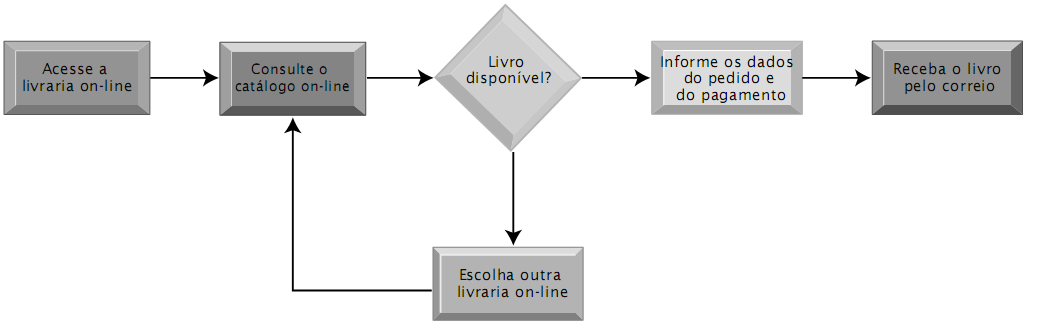 Acesse a
livraria on-line
Consulte o
catálogo on-line
Livro
disponível?
Informe os dados
do pedido e
do pagamento
Receba o livro
pelo correio
Escolha outra
livraria on-line